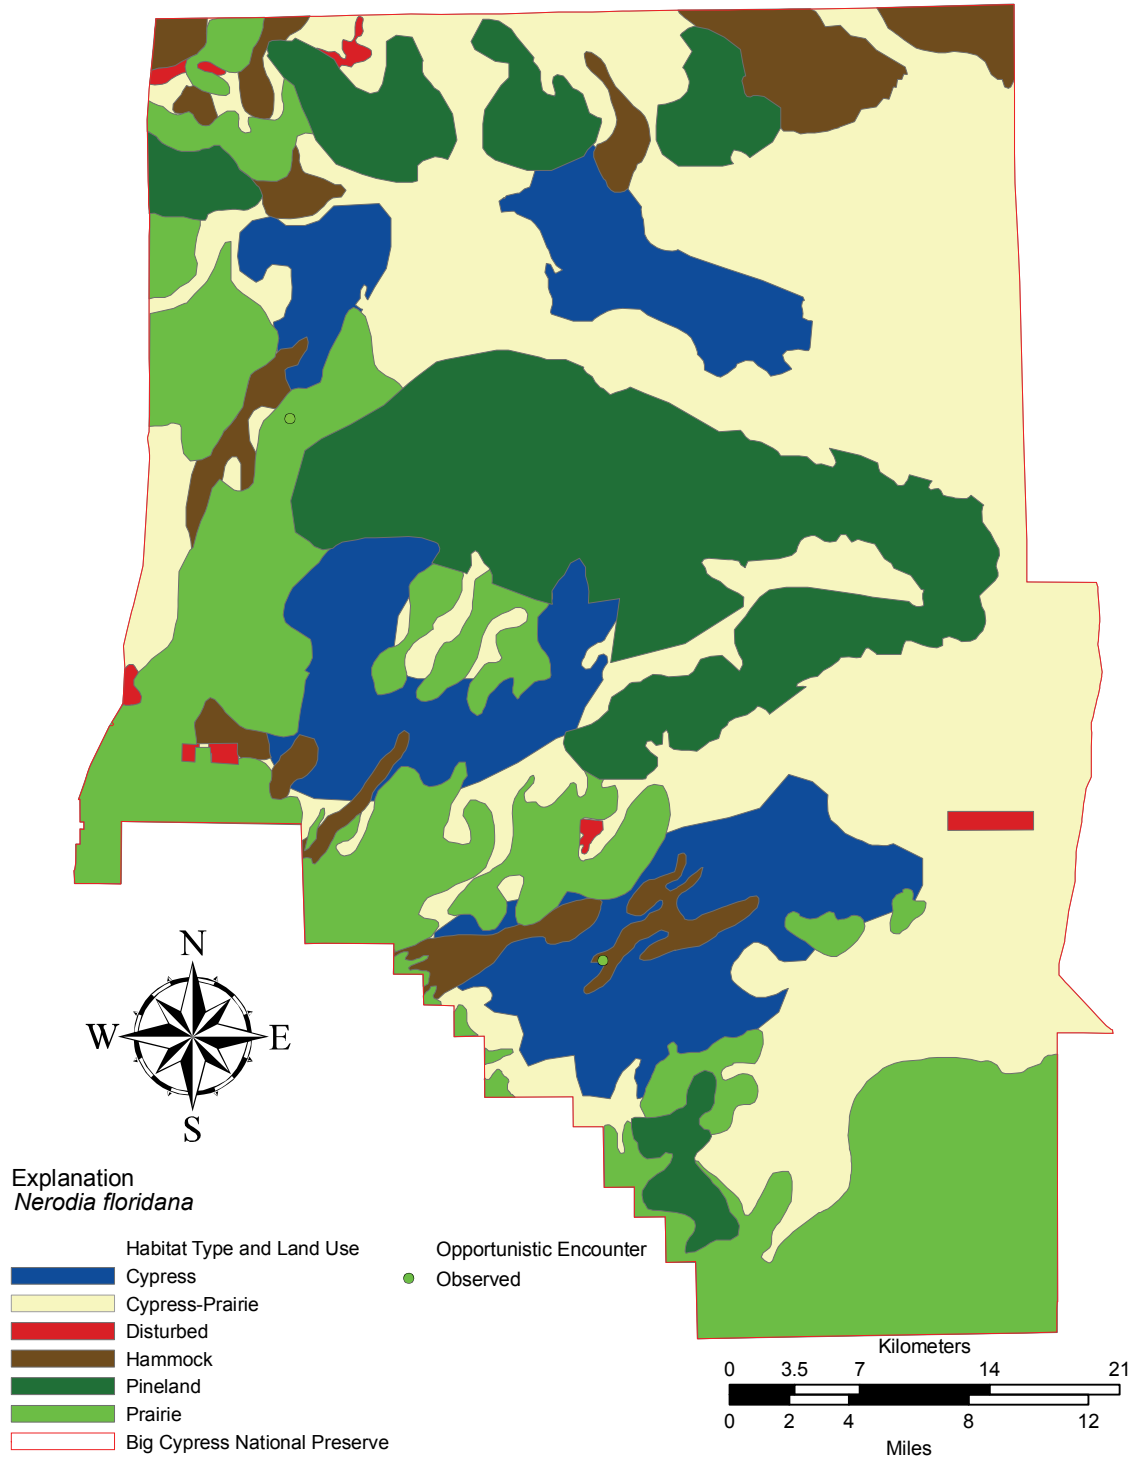 N
W E
S
Explanation
Nerodia floridana
Habitat Type and Land Use
Cypress
Cypress-Prairie
Disturbed
Hammock
Pineland
Prairie
Big Cypress National Preserve
Opportunistic Encounter
Observed
Kilometers
0 3.5 7 14 21
0 2 4 8 12
Miles